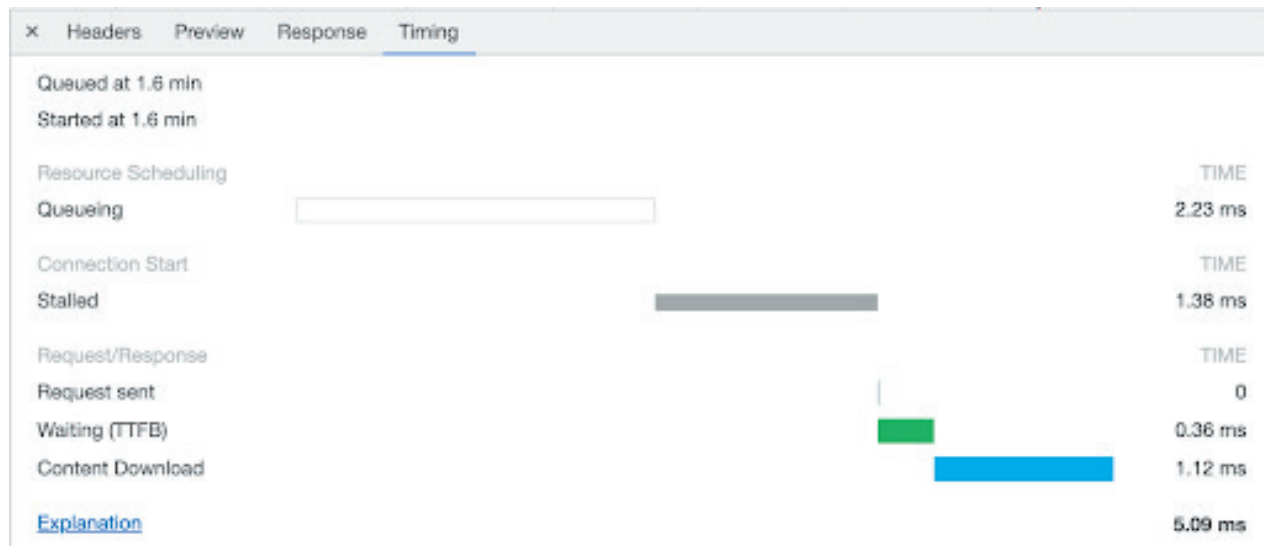 × Headers Preview Response Timing
Queued at 1.6 min
Started at 1.6 min
Resource Scheduling TIME
Queueing 2.23 ms
Connection Start TIME
Stalled 1.38 ms
Request/Response TIME
Request sent 0
Waiting (TTFB) 0.36 ms
Content Download 1.12 ms
Explanation 5.09 ms